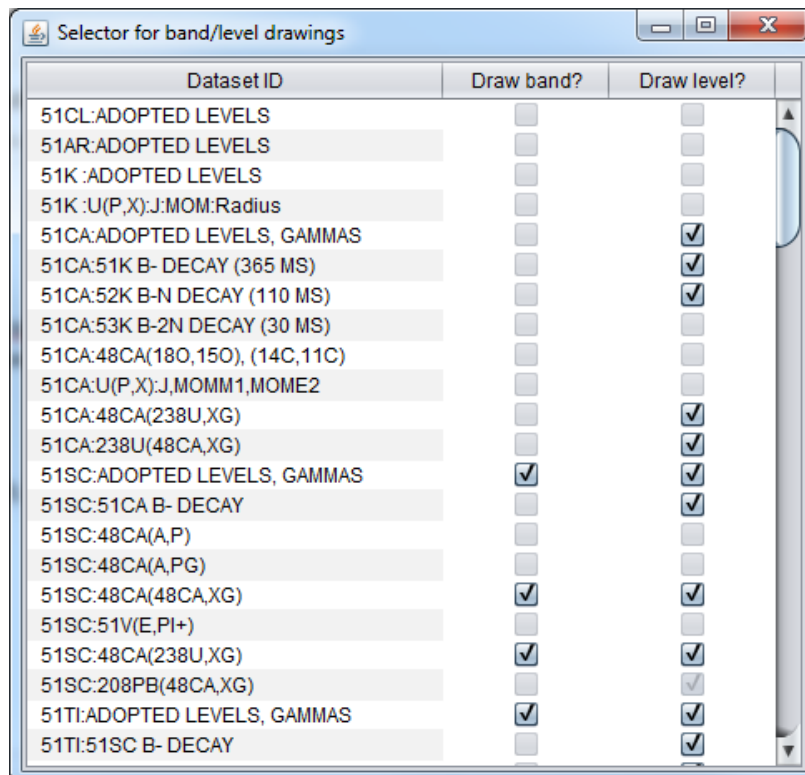 Selector for band/level drawings
Dataset ID Draw band? Draw level?
51CL:ADOPTED LEVELS
51AR:ADOPTED LEVELS
51K :ADOPTED LEVELS
51K :U(P,X):J:MOM:Radius
51CA:ADOPTED LEVELS, GAMMAS
51CA:51K B- DECAY (365 MS)
51CA:52K B-N DECAY (110 MS)
51CA:53K B-2N DECAY (30 MS)
51CA:48CA(18O,15O), (14C,11C)
51CA:U(P,X):J,MOMM1,MOME2
51CA:48CA(238U,XG)
51CA:238U(48CA,XG)
51SC:ADOPTED LEVELS, GAMMAS
51SC:51CA B- DECAY
51SC:48CA(A,P)
51SC:48CA(A,PG)
51SC:48CA(48CA,XG)
51SC:51V(E,PI+)
51SC:48CA(238U,XG)
51SC:208PB(48CA,XG)
51TI:ADOPTED LEVELS, GAMMAS
51TI:51SC B- DECAY